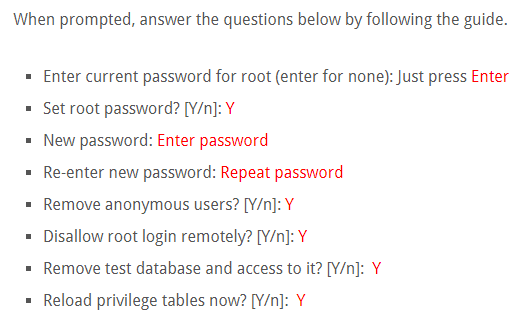 When prompted, answer the questions below by following the guide.
▪ Enter current password for root (enter for none): Just press Enter
▪ Set root password? [Y/n]: Y
▪ New password: Enter password
▪ Re-enter new password: Repeat password
▪ Remove anonymous users? [Y/n]: Y
▪ Disallow root login remotely? [Y/n]: Y
▪ Remove test database and access to it? [Y/n]: Y
▪ Reload privilege tables now? [Y/n]: Y